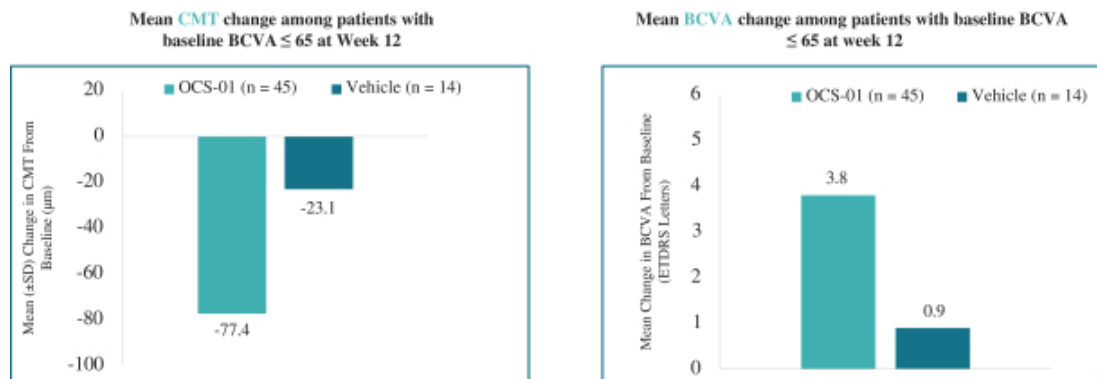 Mean CMT change among patients with
baseline BCVA ≤ 65 at Week 12
OCS-01 (n = 45) Vehicle (n = 14)
Mean (±SD) Change in CMT From
Baseline (µm)
20
0
-20
-40
-60
-80
-100
-77.4
-23.1
Mean BCVA change among patients with baseline BCVA
≤ 65 at week 12
OCS-01 (n = 45) Vehicle (n = 14)
Mean Change in BCVA From Baseline
(ETDRS Letters)
6
5
4
3
2
1
0
3.8
0.9